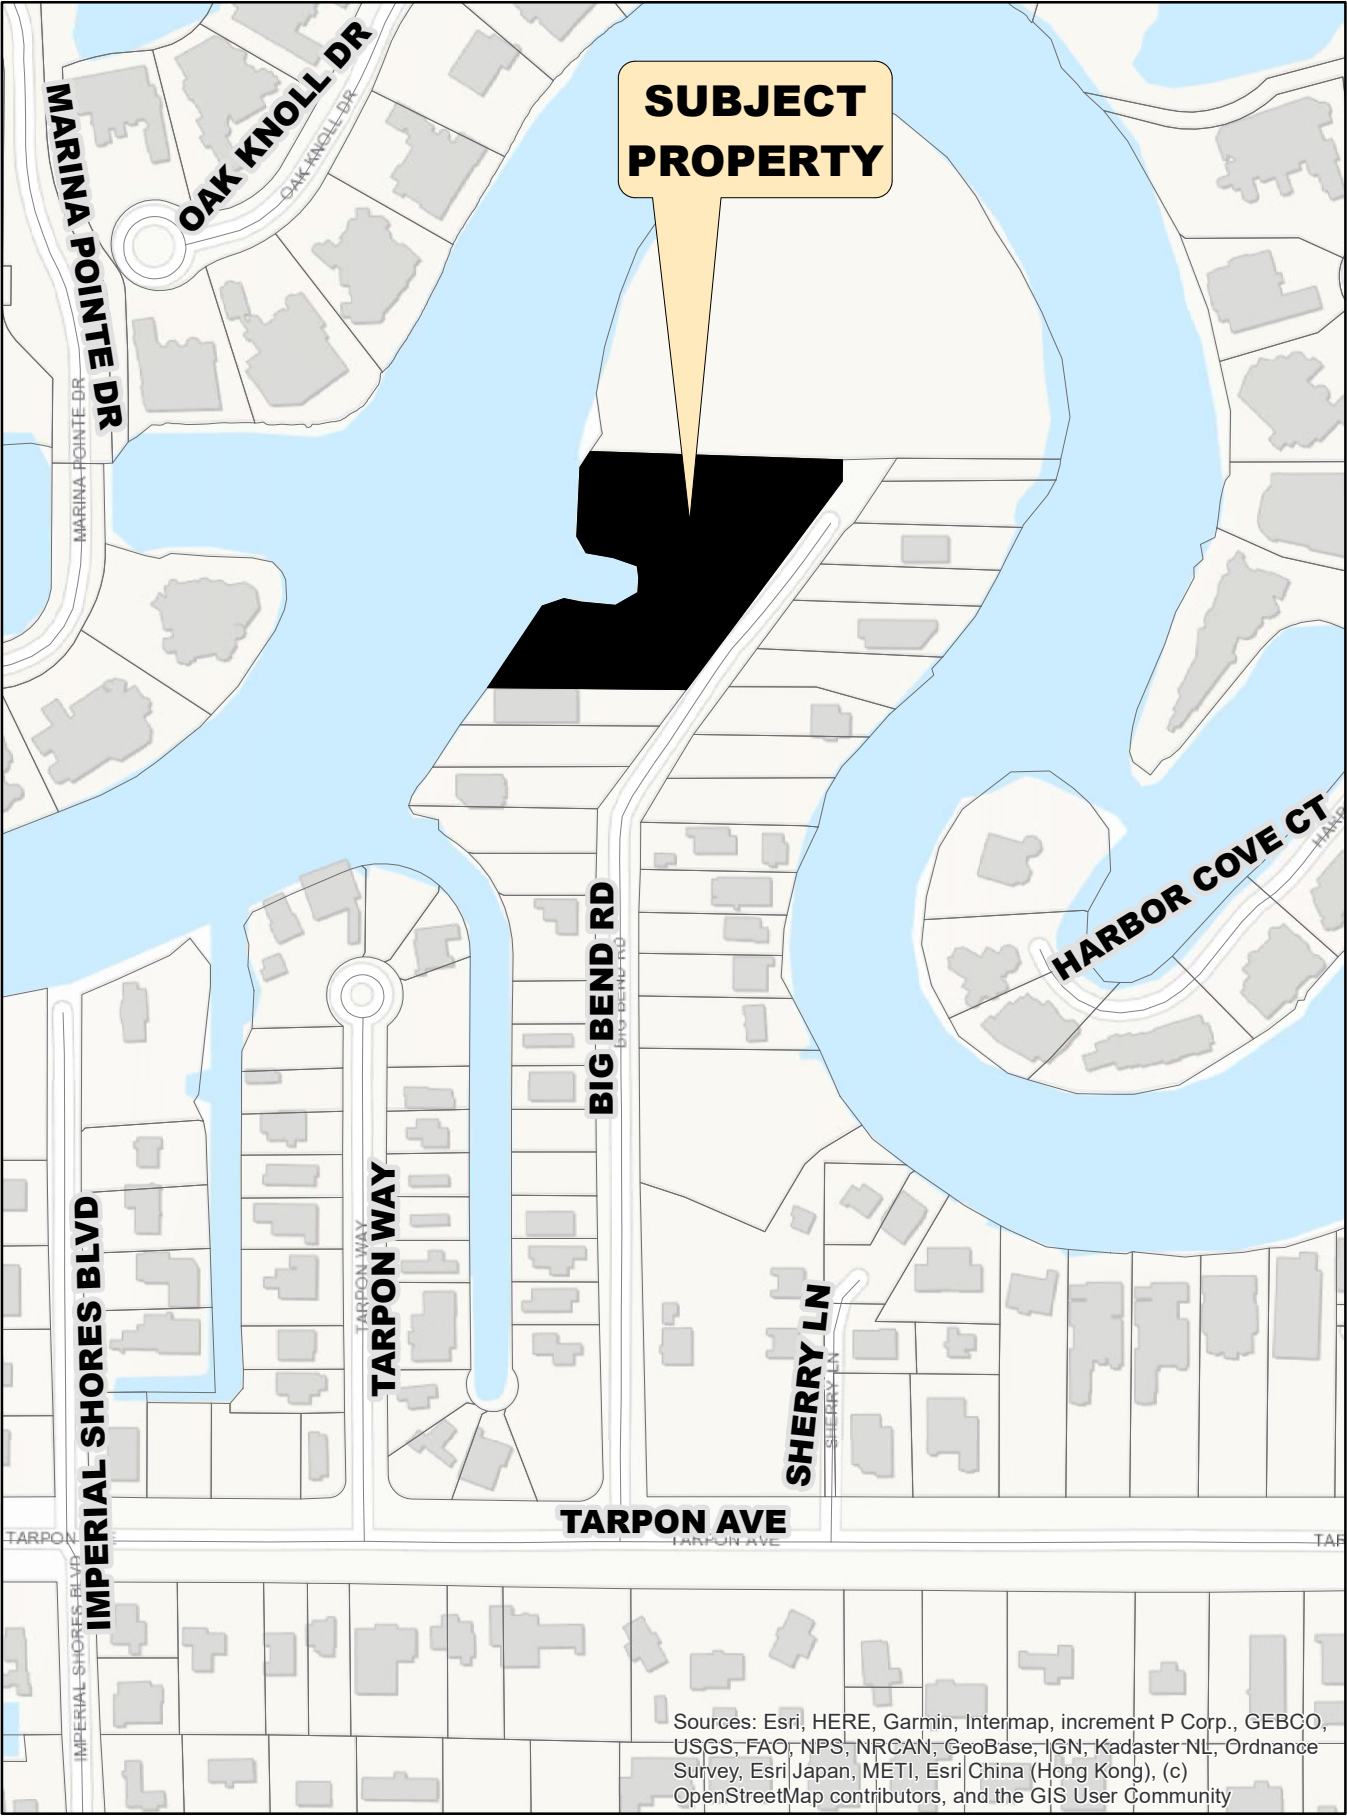 SUBJECT
PROPERTY
OAK KNOLL DR
OAK KNOLL DR
MARINA POINTE DR
MARINA POINTE DR
HARBOR COVE CT
HARB
BIG BEND RD
BIG BEND RD
TARPON WAY
TARPON WAY
IMPERIAL SHORES BLVD
IMPERIAL SHORES BLVD
SHERRY LN
SHERRY LN
TARPON AVE
TARPON
E
TARPON AVE
TAR
Sources: Esri, HERE, Garmin, Intermap, increment P Corp., GEBCO,
USGS, FAO, NPS, NRCAN, GeoBase, IGN, Kadaster NL, Ordnance
Survey, Esri Japan, METI, Esri China (Hong Kong), (c)
OpenStreetMap contributors, and the GIS User Community